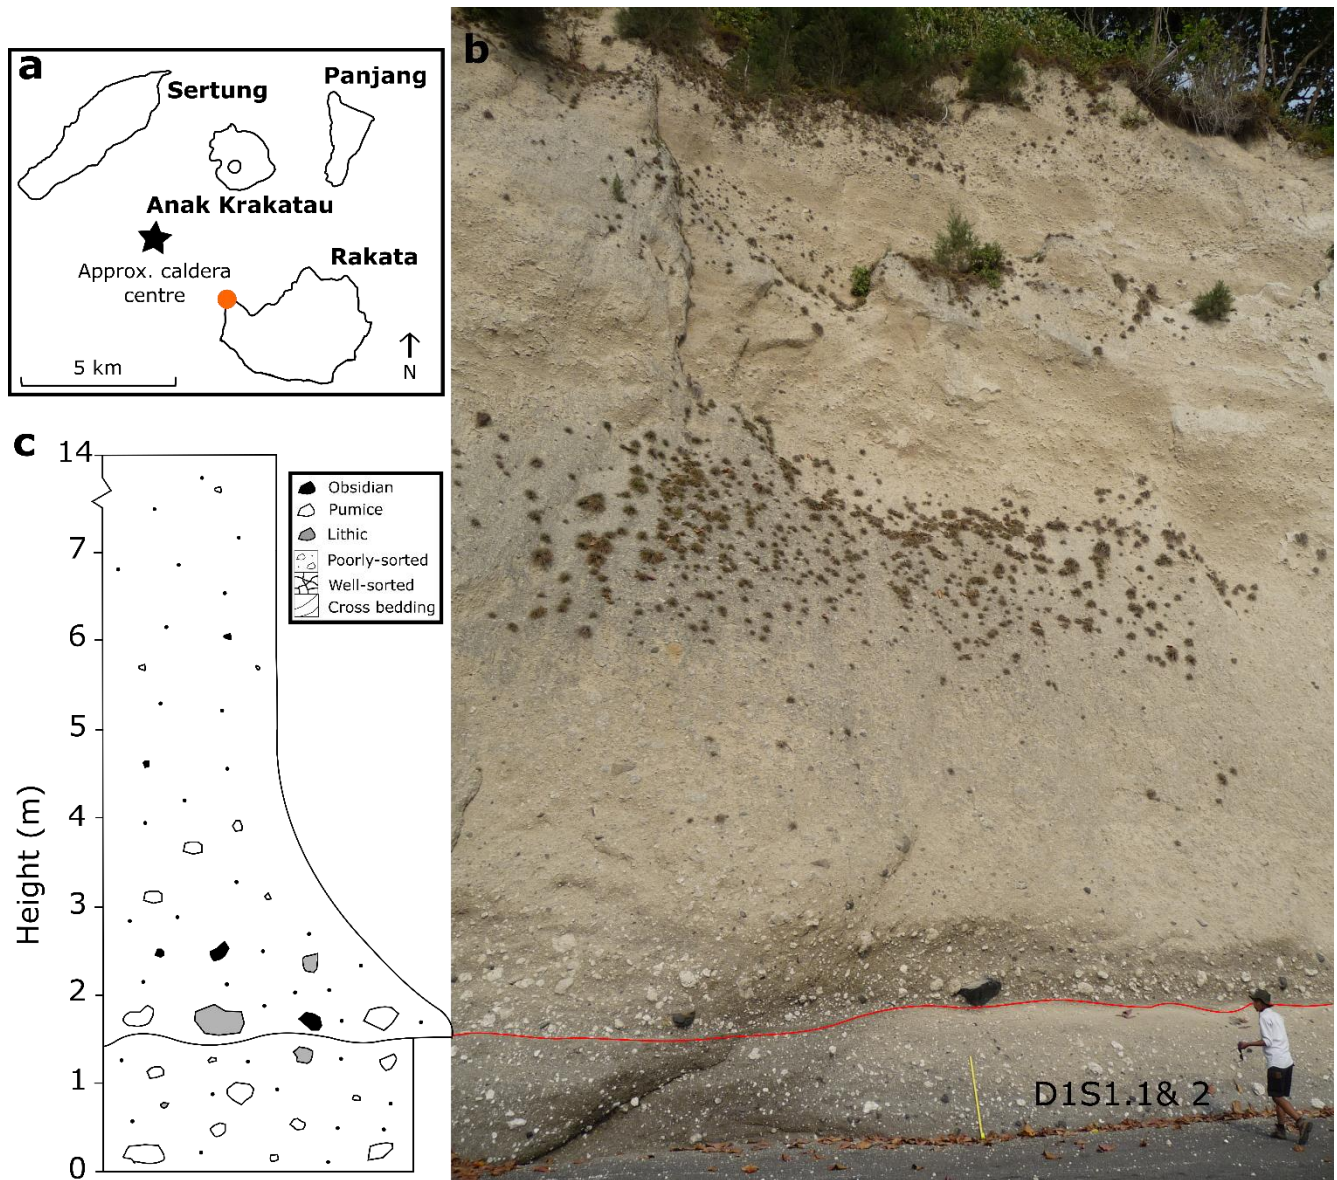 a
Sertung
Panjang
Anak Krakatau
Approx. caldera
centre
Rakata
5 km
N
b
D1S1.1& 2
c
14
7
6
5
4
3
2
1
0
Height (m)
Obsidian
Pumice
Lithic
Poorly-sorted
Well-sorted
Cross bedding